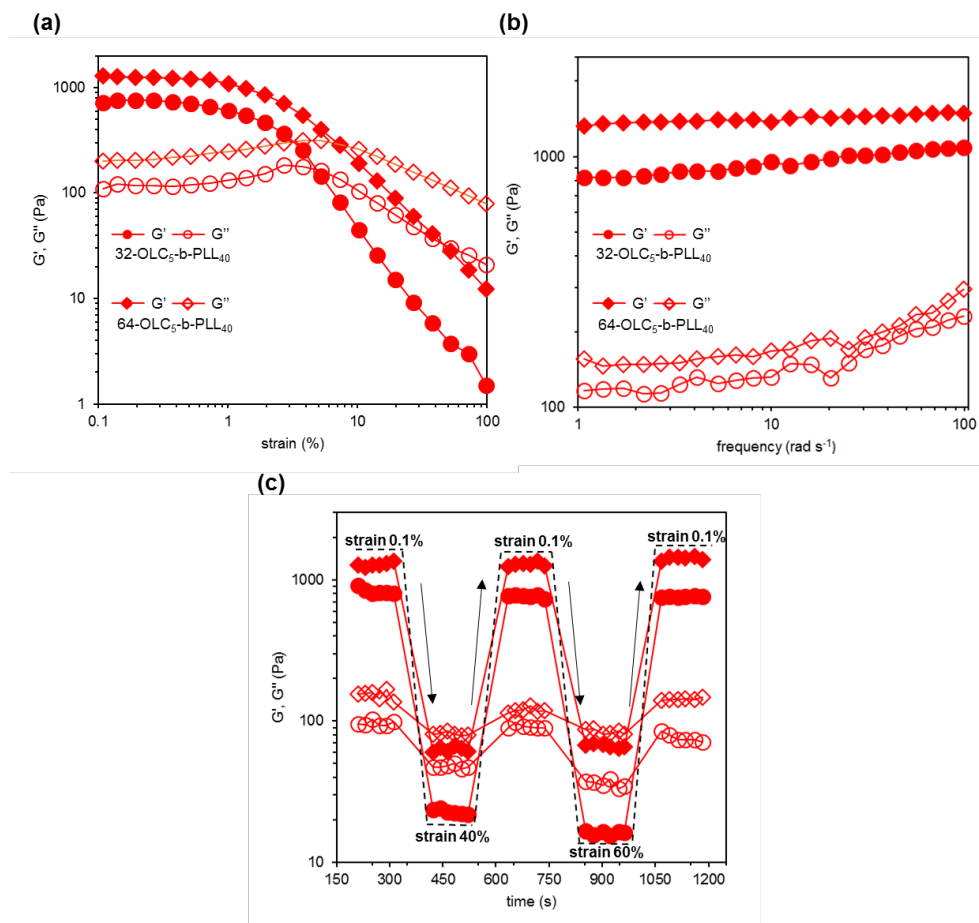 (a)
G', G" (Pa)
1000
100
10
1
0.1
1.0
10
100
strain (%)
G' G"
32-OLC5-b-PLL40
G' G"
64-OLC5-b-PLL40
(b)
G', G" (Pa)
1000
100
1
10
100
frequency (rad s-1)
G' G"
32-OLC5-b-PLL40
G' G"
64-OLC5-b-PLL40
(c)
G', G" (Pa)
1000
100
10
strain 0.1%
strain 0.1%
strain 0.1%
strain 40%
strain 60%
150 300 450 600 750 900 1050 1200
time (s)